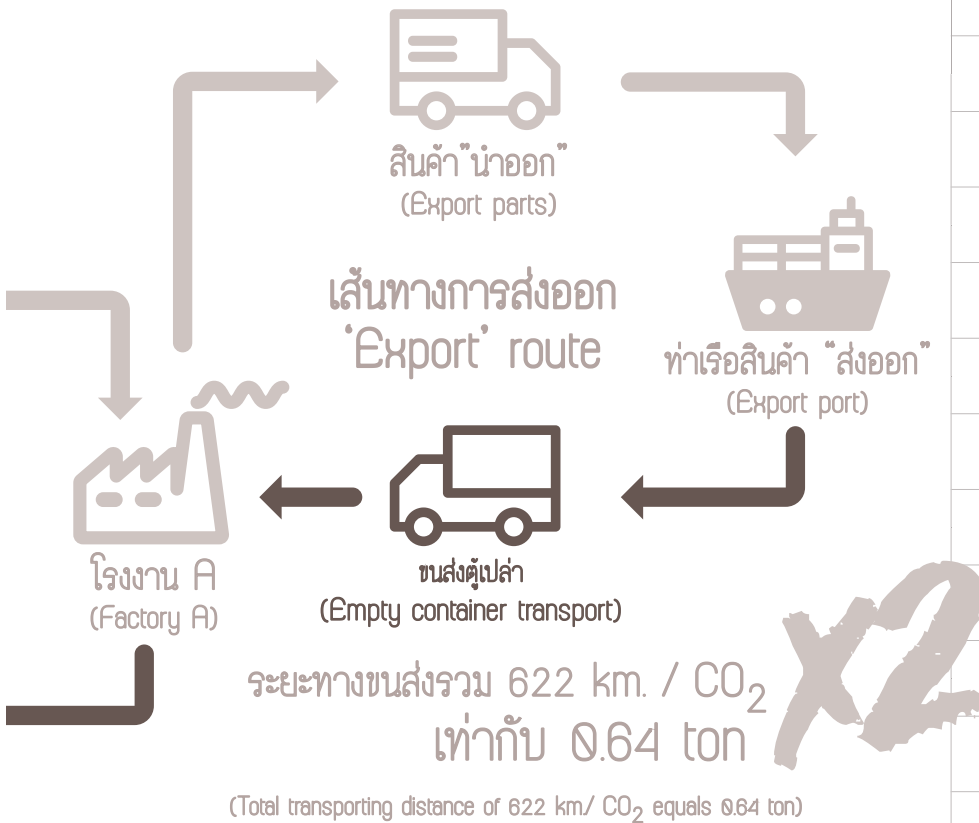 สินค้า"นำออก"
(Export parts)
เส้นทางการส่งออก
'Export' route
ท่าเรือสินค้า "ส่งออก"
(Export port)
โรงงาน A
(Factory A)
ขนส่งตู้เปล่า
(Empty container transport)
ระยะทางขนส่งรวม 622 km. / CO₂
เท่ากับ 0.64 ton
X2
(Total transporting distance of 622 km/ CO₂ equals 0.64 ton)